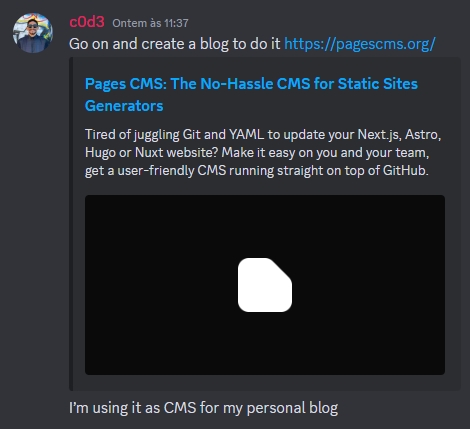 c0d3 Ontem às 11:37
Go on and create a blog to do it https://pagescms.org/
Pages CMS: The No-Hassle CMS for Static Sites
Generators
Tired of juggling Git and YAML to update your Next.js, Astro,
Hugo or Nuxt website? Make it easy on you and your team,
get a user-friendly CMS running straight on top of GitHub.
I'm using it as CMS for my personal blog